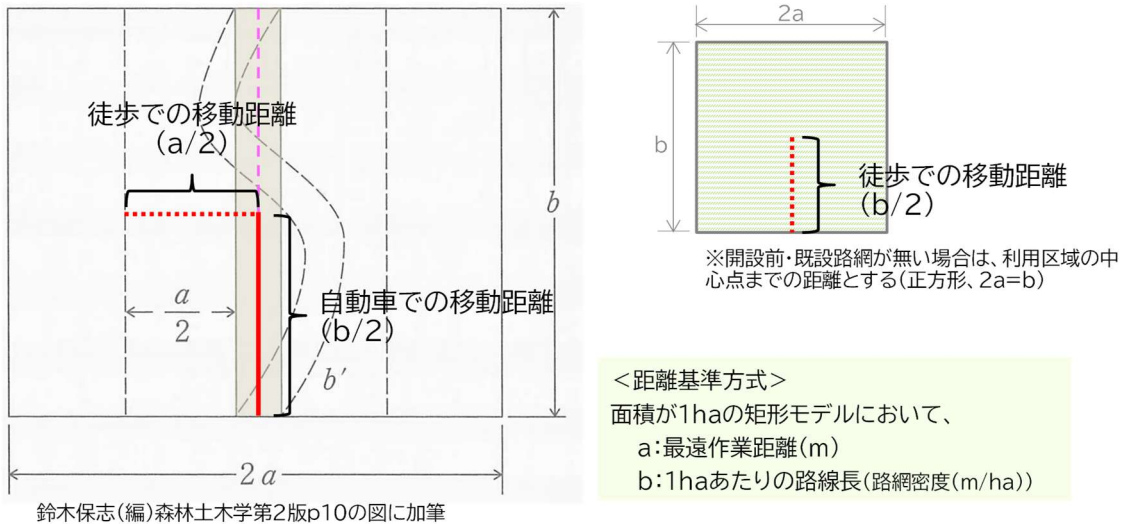 徒歩での移動距離
(a/2)
a
2
自動車での移動距離
(b/2)
b
b′
2a
鈴木保志(編)森林土木学第2版p10の図に加筆
2a
b
徒歩での移動距離
(b/2)
※開設前・既設路網が無い場合は、利用区域の中
心点までの距離とする(正方形、2a=b)
＜距離基準方式＞
面積が1haの矩形モデルにおいて、
a:最遠作業距離(m)
b:1haあたりの路線長(路網密度(m/ha))